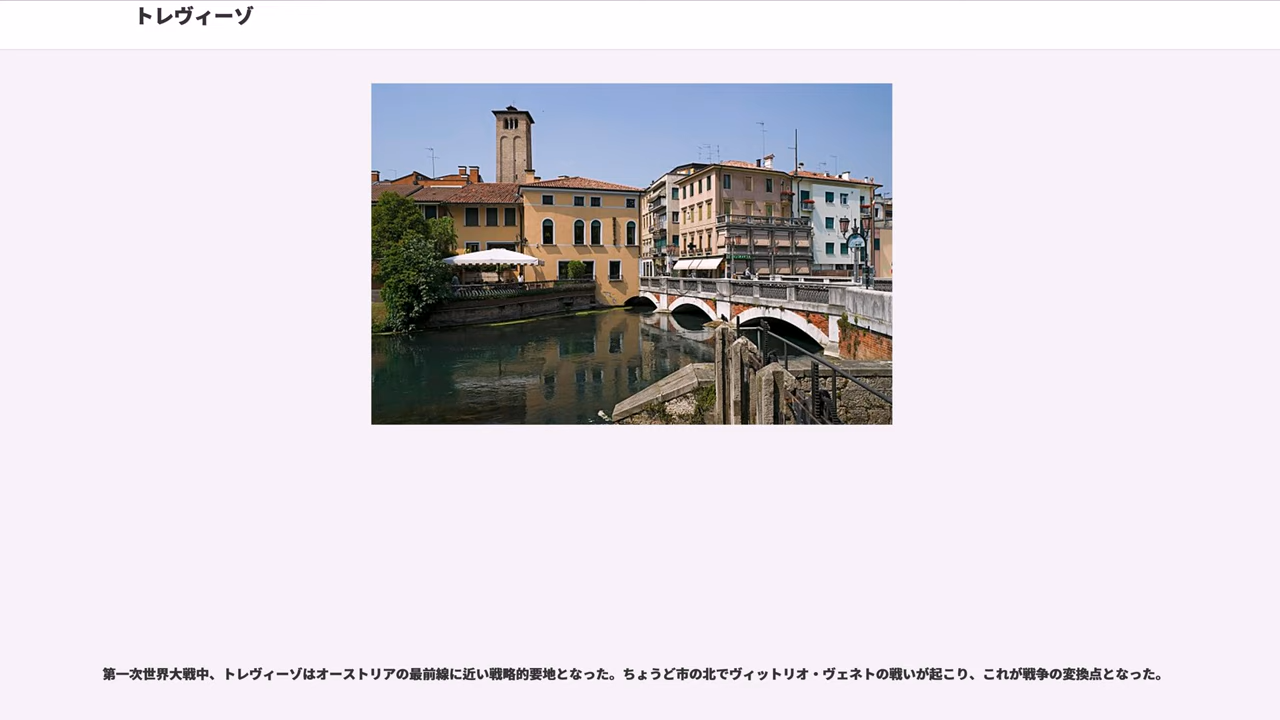 トレヴィーゾ
第一次世界大戦中、トレヴィーゾはオーストリアの最前線に近い戦略的要地となった。ちょうど市の北でヴィットリオ・ヴェネトの戦いが起こり、これが戦争の変換点となった。